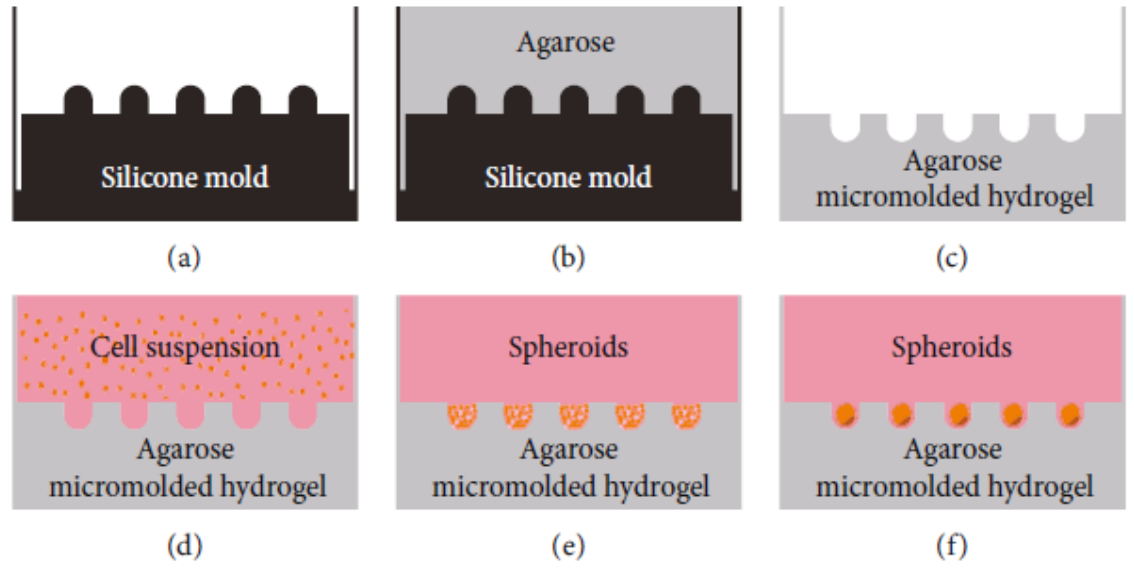 Silicone mold
(a)
Agarose
Silicone mold
(b)
Agarose
micromolded hydrogel
(c)
Cell suspension
Agarose
micromolded hydrogel
(d)
Spheroids
Agarose
micromolded hydrogel
(e)
Spheroids
Agarose
micromolded hydrogel
(f)